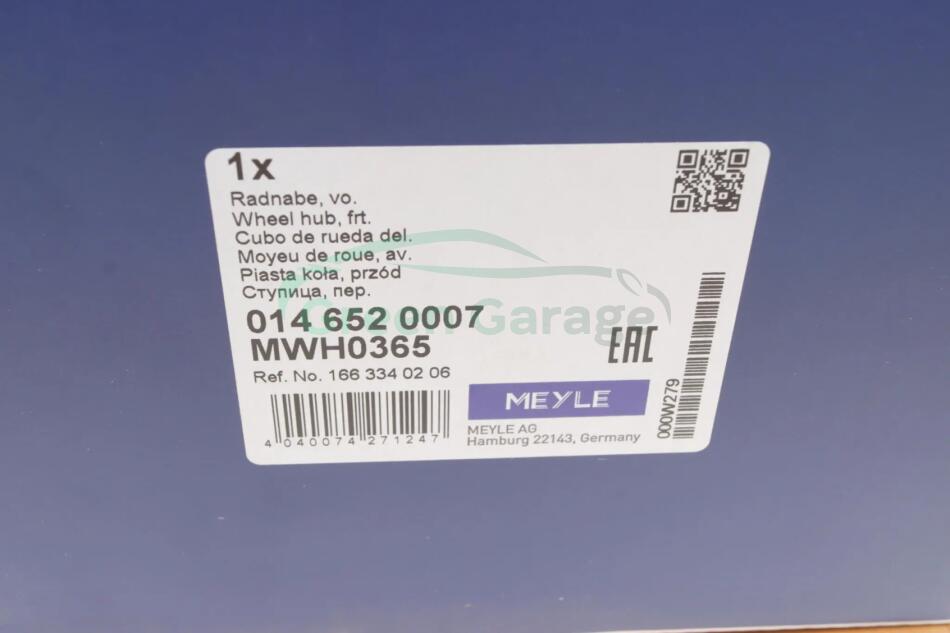 1x
Radnabe, vo.
Wheel hub, frt.
Cubo de rueda del.
Moyeu de roue, av.
Piasta koła, przód
Ступица, пер.
Green Garage
014 652 0007
MWH0365
EAC
Ref. No. 166 334 02 06
MEYLE
MEYLE AG
Hamburg 22143, Germany
4 040074 271247
000W279